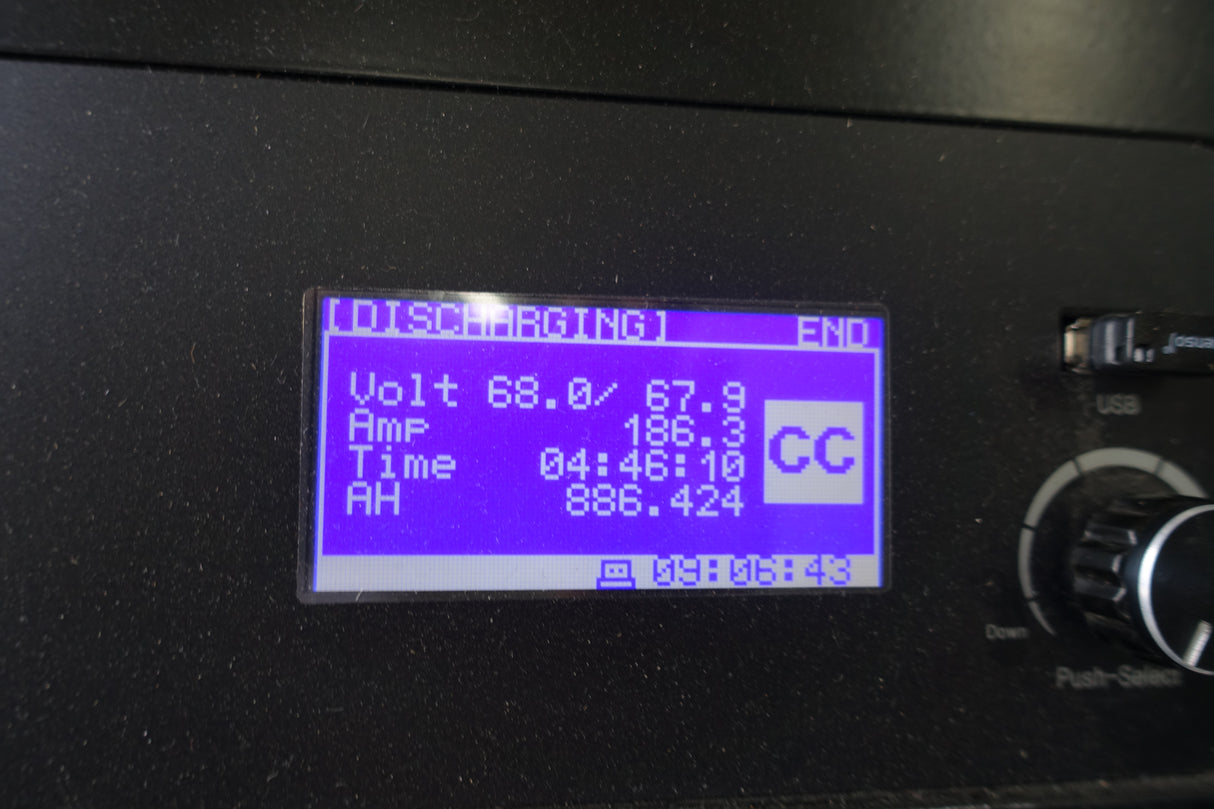 [DISCHARGING] END
Volt 68.0/ 67.9
Amp 186.3
CC
Time 04:46:10
AH 886.424
09:06:43
USB
Down
Push-Select